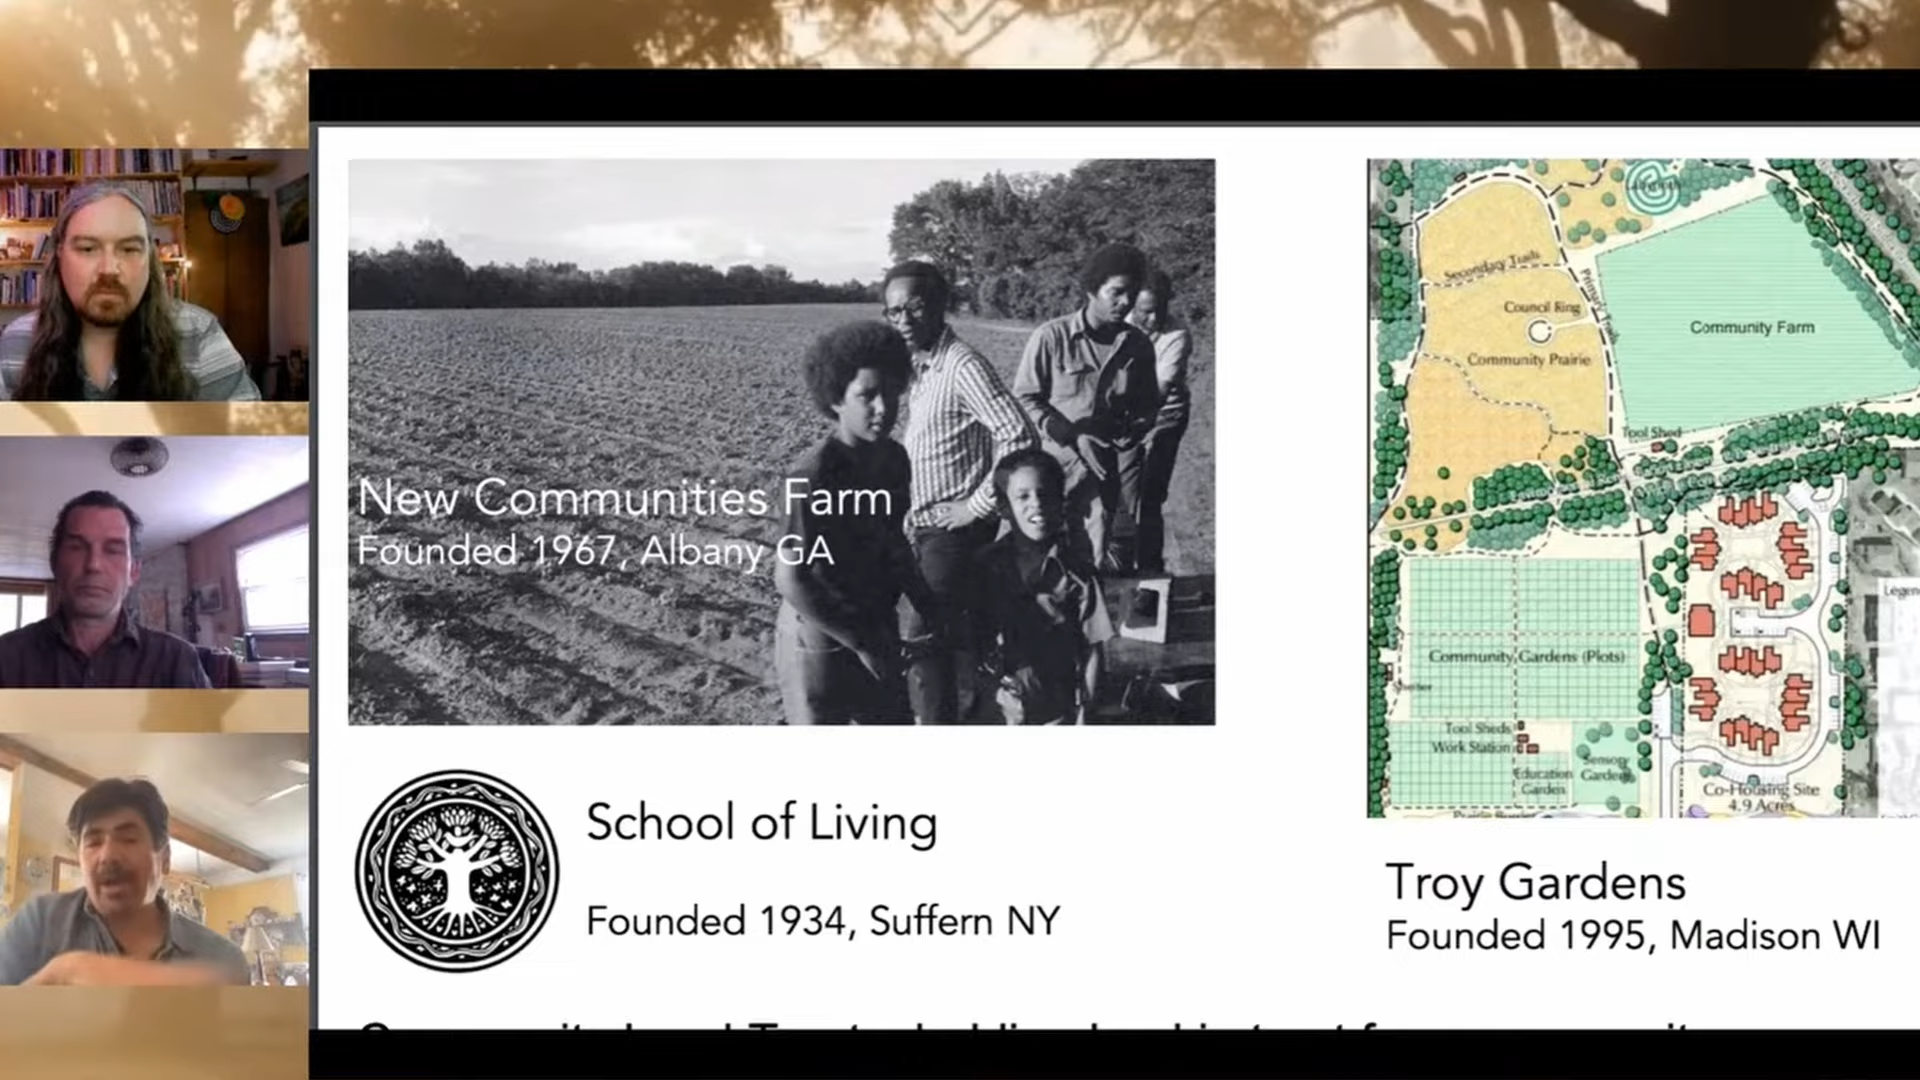 New Communities Farm
Founded 1967, Albany GA
School of Living
Founded 1934, Suffern NY
Secondary Trails
Council Ring
Community Prairie
Community Farm
Tool Shed
Community Gardens (Plots)
Tool Sheds
Work Station
Education
Garden
Sensory
Garden
Co-Housing Site
4.9 Acres
Troy Gardens
Founded 1995, Madison WI